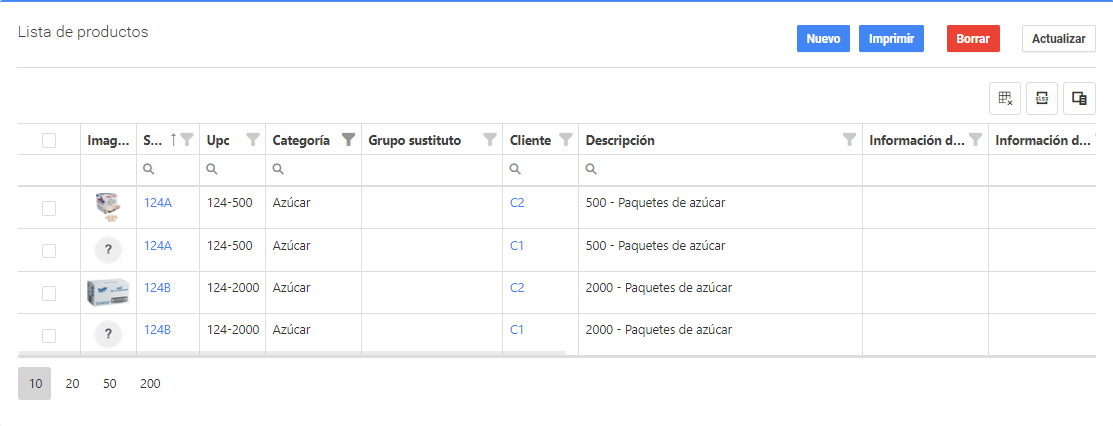 Lista de productos
Nuevo Imprimir Borrar Actualizar
XLSX
Imag... S... Upc Categoría Grupo sustituto Cliente Descripción Información d... Información d...
124A 124-500 Azúcar C2 500 - Paquetes de azúcar
? 124A 124-500 Azúcar C1 500 - Paquetes de azúcar
124B 124-2000 Azúcar C2 2000 - Paquetes de azúcar
? 124B 124-2000 Azúcar C1 2000 - Paquetes de azúcar
10 20 50 200